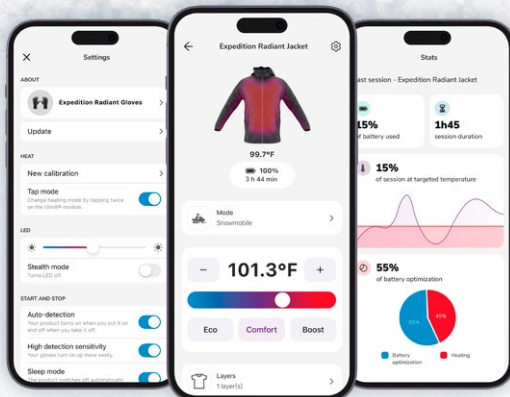 Settings
ABOUT
Expedition Radiant Gloves
Update
HEAT
New calibration
Tap mode
Change heating mode by tapping twice
on the clim8® module.
LED
Stealth mode
Turns LED off.
START AND STOP
Auto-detection
Your product turns on when you put it on
and off when you take it off.
High detection sensitivity
Your gloves turn on more easily.
Sleep mode
The product switches off automatically
Expedition Radiant Jacket
99.7°F
100%
3 h 44 min
Mode
Snowmobile
- 101.3°F +
Eco Comfort Boost
Layers
1 layer(s)
Stats
ast session - Expedition Radiant Jacket
15% 1h45
of battery used session duration
15%
of session at targeted temperature
55%
of battery optimization
55% 45%
Battery
optimization
Heating